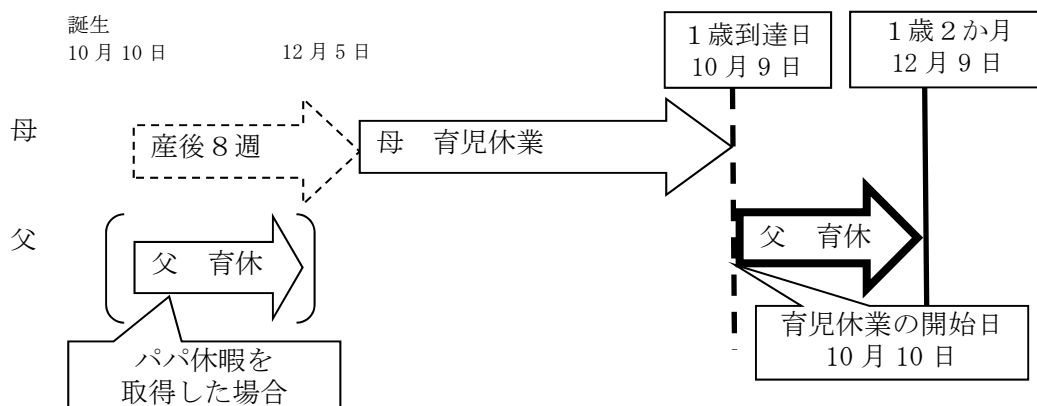 誕生
10月10日
12月5日
1歳到達日
10月9日
1歳2か月
12月9日
母
産後8週
母　育児休業
父
父　育休
父　育休
育児休業の開始日
10月10日
パパ休暇を
取得した場合